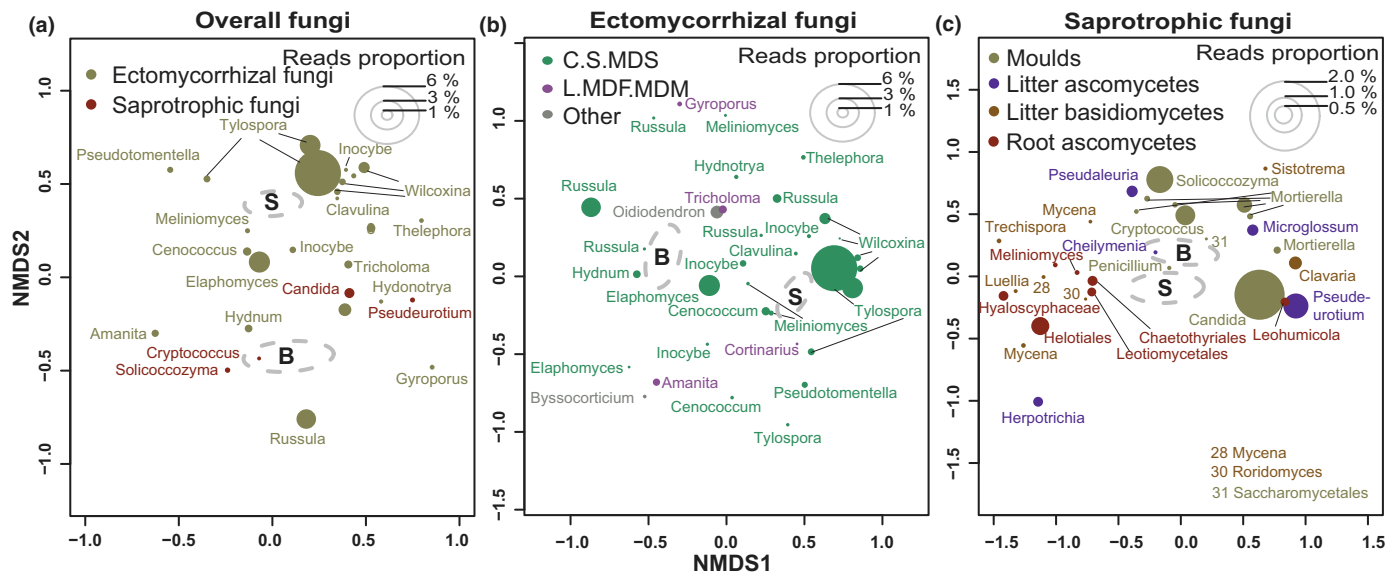 (a)
Overall fungi
Reads proportion
6 %
3 %
1 %
Ectomycorrhizal fungi
Saprotrophic fungi
Tylospora
Pseudotomentella
Inocybe
Wilcoxina
S
Clavulina
Meliniomyces
Thelephora
Cenococcus
Inocybe
Elaphomyces
Tricholoma
Candida
Hydonotrya
Pseudeurotium
Amanita
Hydnum
Cryptococcus
B
Solicoccozyma
Gyroporus
Russula
NMDS2
1.0
0.5
0.0
−0.5
−1.0
−1.0
−0.5
0.0
0.5
1.0
(b)
Ectomycorrhizal fungi
Reads proportion
6 %
3 %
1 %
C.S.MDS
L.MDF.MDM
Other
Gyroporus
Russula
Meliniomyces
Thelephora
Hydnotrya
Russula
Tricholoma
Russula
Oidiodendron
Russula
Inocybe
Wilcoxina
Russula
B
Clavulina
Hydnum
Inocybe
Elaphomyces
S
Cenococcum
Tylospora
Meliniomyces
Inocybe
Cortinarius
Elaphomyces
Amanita
Pseudotomentella
Byssocorticium
Cenococcum
Tylospora
1.5
1.0
0.5
0.0
−0.5
−1.0
−1.5
−1.0
−0.5
0.0
0.5
1.0
NMDS1
(c)
Saprotrophic fungi
Reads proportion
2.0 %
1.0 %
0.5 %
Moulds
Litter ascomycetes
Litter basidiomycetes
Root ascomycetes
Sistotrema
Pseudaleuria
Solicoccozyma
Mortierella
Mycena
Trechispora
Cryptococcus
31
Microglossum
Meliniomyces
Cheilymenia
B
Mortierella
Penicillium
Luellia
28
30
S
Clavaria
Hyaloscyphaceae
Pseude-
urotium
Candida
Helotiales
Chaetothyriales
Leohumicola
Leotiomycetales
Mycena
Herpotrichia
28 Mycena
30 Roridomyces
31 Saccharomycetales
1.5
1.0
0.5
0.0
−0.5
−1.0
−1.5
−1.5
−1.0
−0.5
0.0
0.5
1.0
1.5